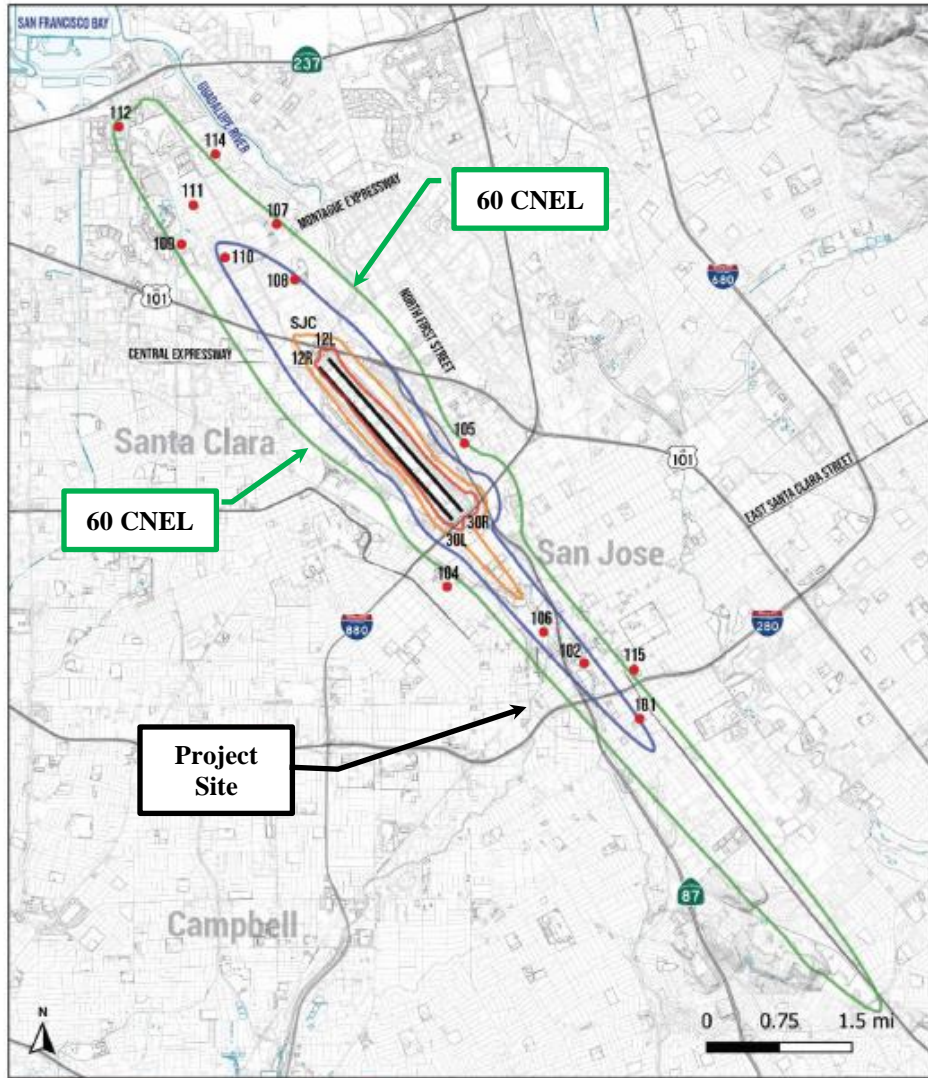 SAN FRANCISCO BAY
237
GUADALUPE RIVER
112
114
111
107
MONTAGUE EXPRESSWAY
60 CNEL
109
110
108
680
101
NORTH FIRST STREET
SJC
12L
12R
CENTRAL EXPRESSWAY
105
Santa Clara
101
EAST SANTA CLARA STREET
60 CNEL
30R
30L
San Jose
104
880
106
280
102
115
101
Project
Site
87
Campbell
N
0 0.75 1.5 mi